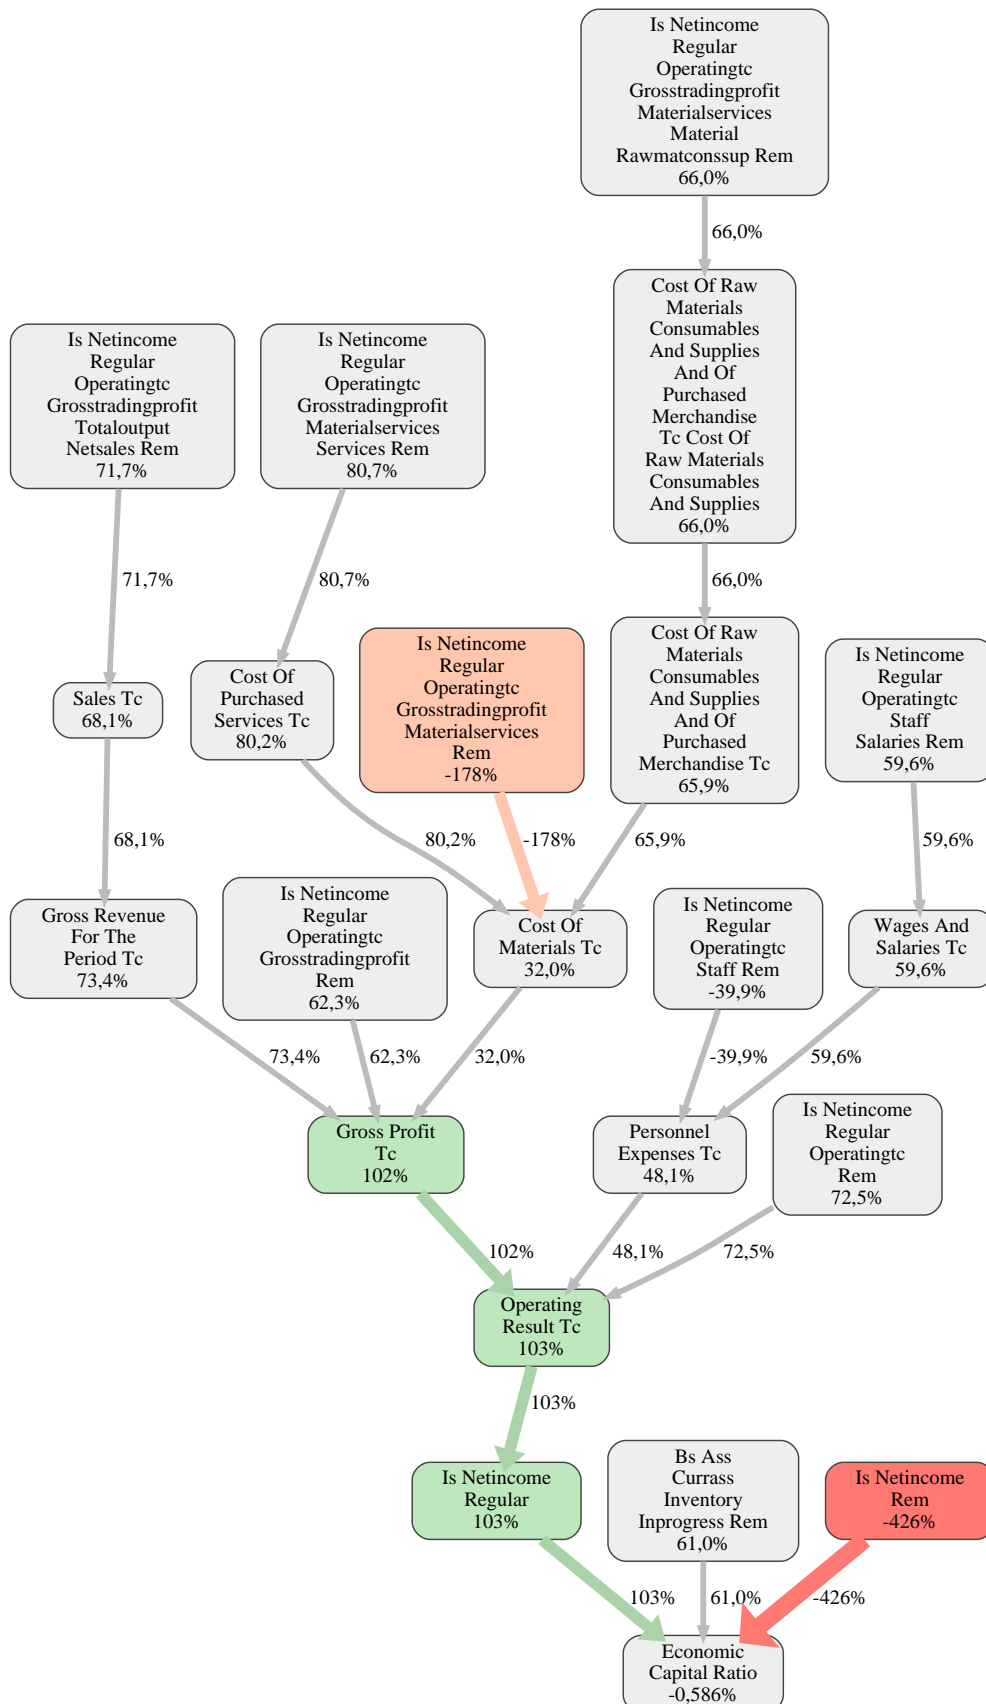 Is Netincome
Regular
Operatingtc
Grosstradingprofit
Materialservices
Material
Rawmatconssup Rem
66,0%
66,0%
Cost Of Raw
Materials
Consumables
And Supplies
And Of
Purchased
Merchandise
Tc Cost Of
Raw Materials
Consumables
And Supplies
66,0%
Is Netincome
Regular
Operatingtc
Grosstradingprofit
Totaloutput
Netsales Rem
71,7%
Is Netincome
Regular
Operatingtc
Grosstradingprofit
Materialservices
Services Rem
80,7%
71,7%
80,7%
66,0%
Sales Tc
68,1%
Cost Of
Purchased
Services Tc
80,2%
Is Netincome
Regular
Operatingtc
Grosstradingprofit
Materialservices
Rem
-178%
Cost Of Raw
Materials
Consumables
And Supplies
And Of
Purchased
Merchandise Tc
65,9%
Is Netincome
Regular
Operatingtc
Staff
Salaries Rem
59,6%
68,1%
80,2%
-178%
65,9%
59,6%
Gross Revenue
For The
Period Tc
73,4%
Is Netincome
Regular
Operatingtc
Grosstradingprofit
Rem
62,3%
Cost Of
Materials Tc
32,0%
Is Netincome
Regular
Operatingtc
Staff Rem
-39,9%
Wages And
Salaries Tc
59,6%
73,4%
62,3%
32,0%
-39,9%
59,6%
Gross Profit
Tc
102%
Personnel
Expenses Tc
48,1%
Is Netincome
Regular
Operatingtc
Rem
72,5%
102%
48,1%
72,5%
Operating
Result Tc
103%
103%
Is Netincome
Regular
103%
Bs Ass
Currass
Inventory
Inprogress Rem
61,0%
Is Netincome
Rem
-426%
103%
61,0%
-426%
Economic
Capital Ratio
-0,586%